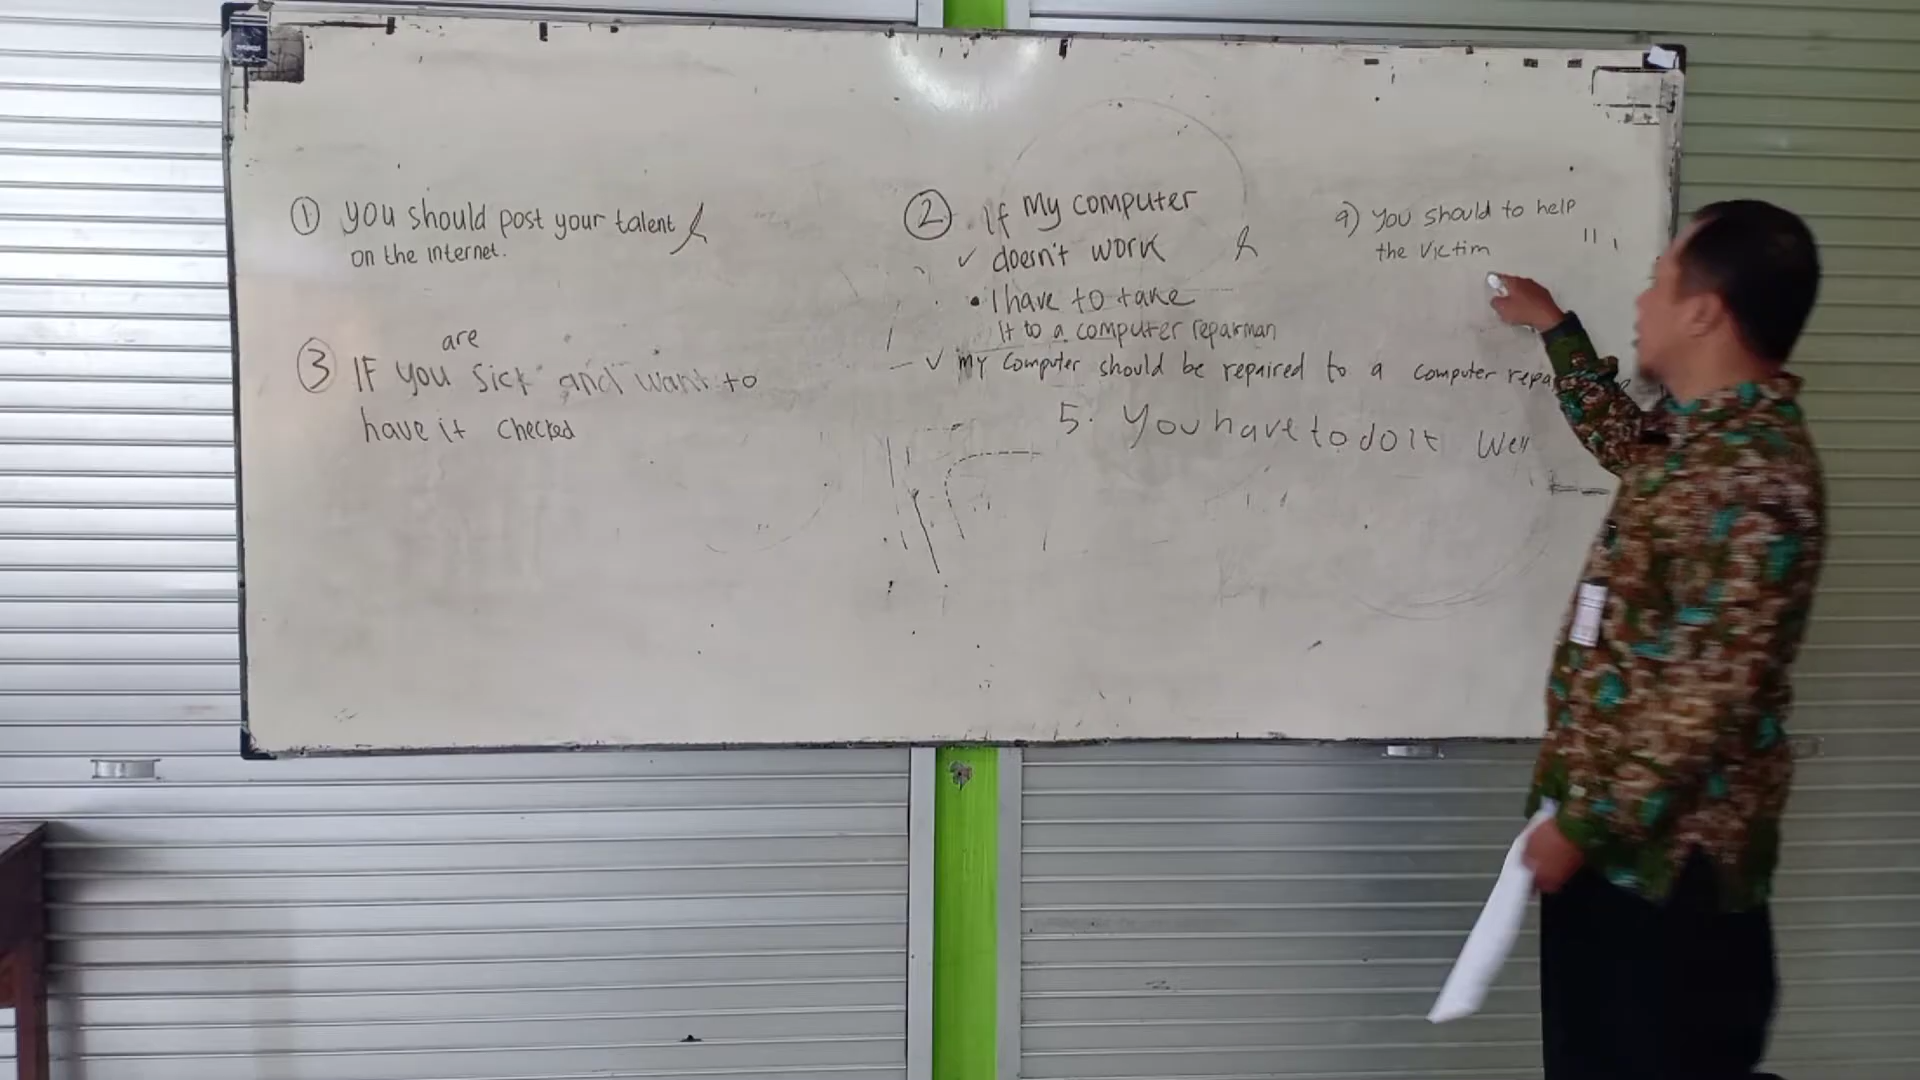 ① you should post your talent
on the internet.
② If my computer
✓ doesn't work
• I have to take
It to a computer reparman
✓ my computer should be repaired to a computer
9) You should to help
the victim
③ are
IF you sick and want to
have it checked
5. You have to do it well